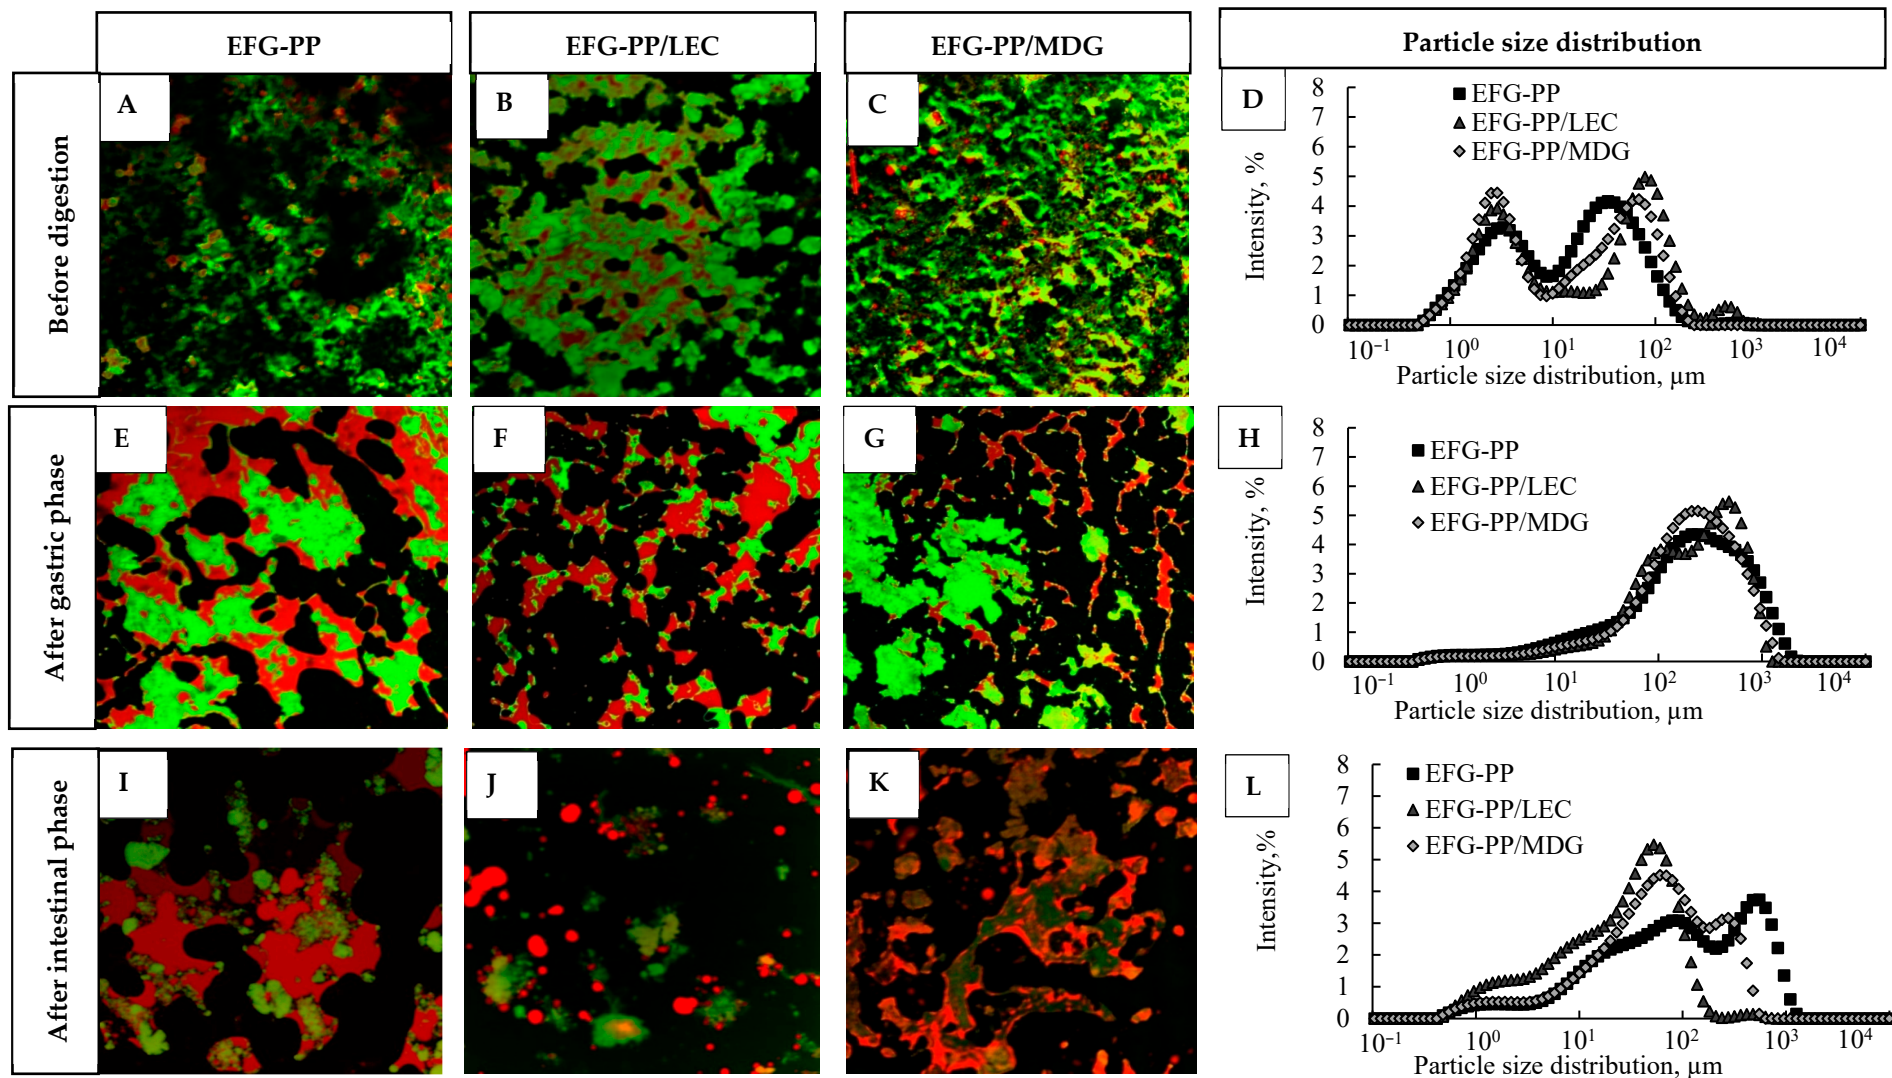 EFG-PP
EFG-PP/LEC
EFG-PP/MDG
Particle size distribution
Before digestion
A
B
C
D
EFG-PP
EFG-PP/LEC
EFG-PP/MDG
8
7
6
5
4
3
2
1
0
Intensity, %
10⁻¹ 10⁰ 10¹ 10² 10³ 10⁴
Particle size distribution, µm
After gastric phase
E
F
G
H
EFG-PP
EFG-PP/LEC
EFG-PP/MDG
8
7
6
5
4
3
2
1
0
Intensity, %
10⁻¹ 10⁰ 10¹ 10² 10³ 10⁴
Particle size distribution, µm
After intestinal phase
I
J
K
L
EFG-PP
EFG-PP/LEC
EFG-PP/MDG
8
7
6
5
4
3
2
1
0
Intensity,%
10⁻¹ 10⁰ 10¹ 10² 10³ 10⁴
Particle size distribution, µm